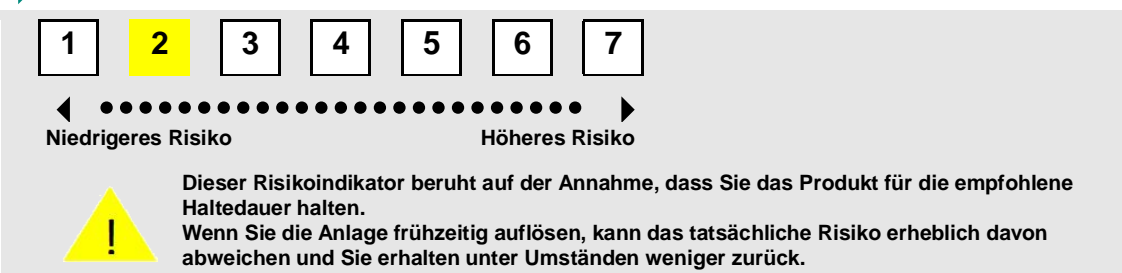 1 2 3 4 5 6 7
Niedrigeres Risiko Höheres Risiko
Dieser Risikoindikator beruht auf der Annahme, dass Sie das Produkt für die empfohlene
Haltedauer halten.
Wenn Sie die Anlage frühzeitig auflösen, kann das tatsächliche Risiko erheblich davon
abweichen und Sie erhalten unter Umständen weniger zurück.
!